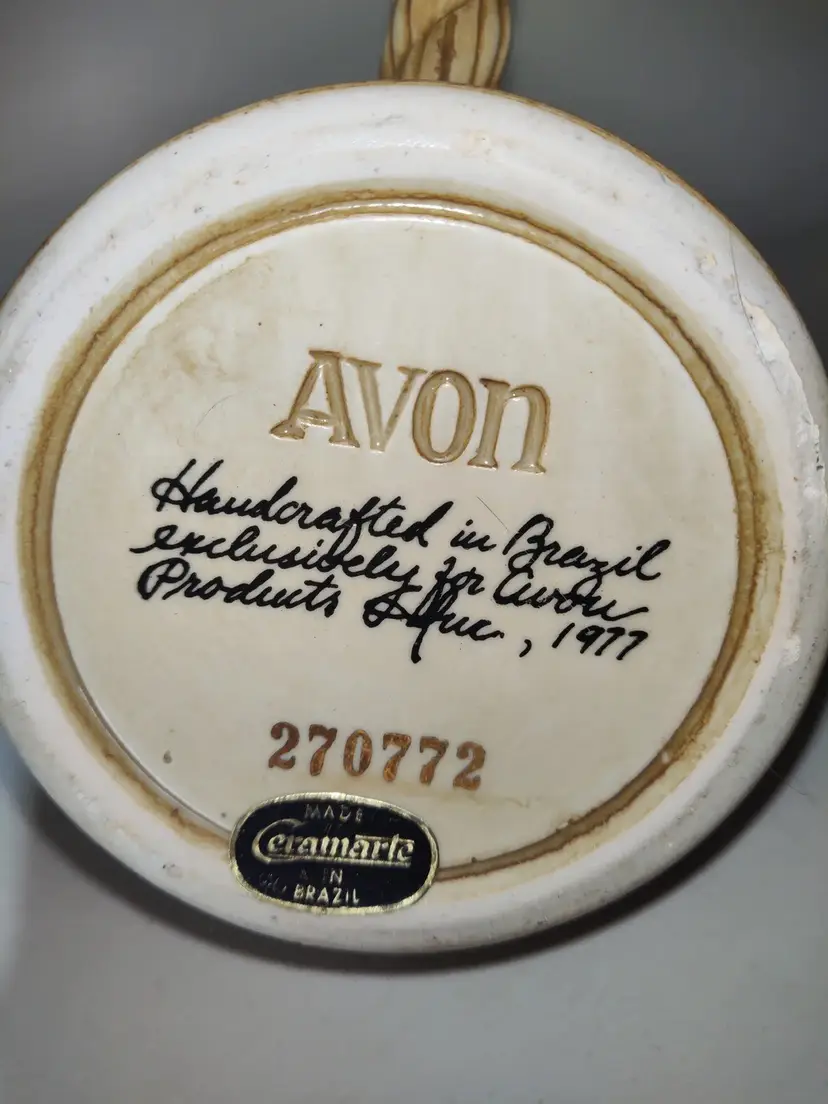 AVON
Handcrafted in Brazil
exclusively for Avon
Products Inc., 1977
270772
MADE
Ceramarte
IN
BRAZIL